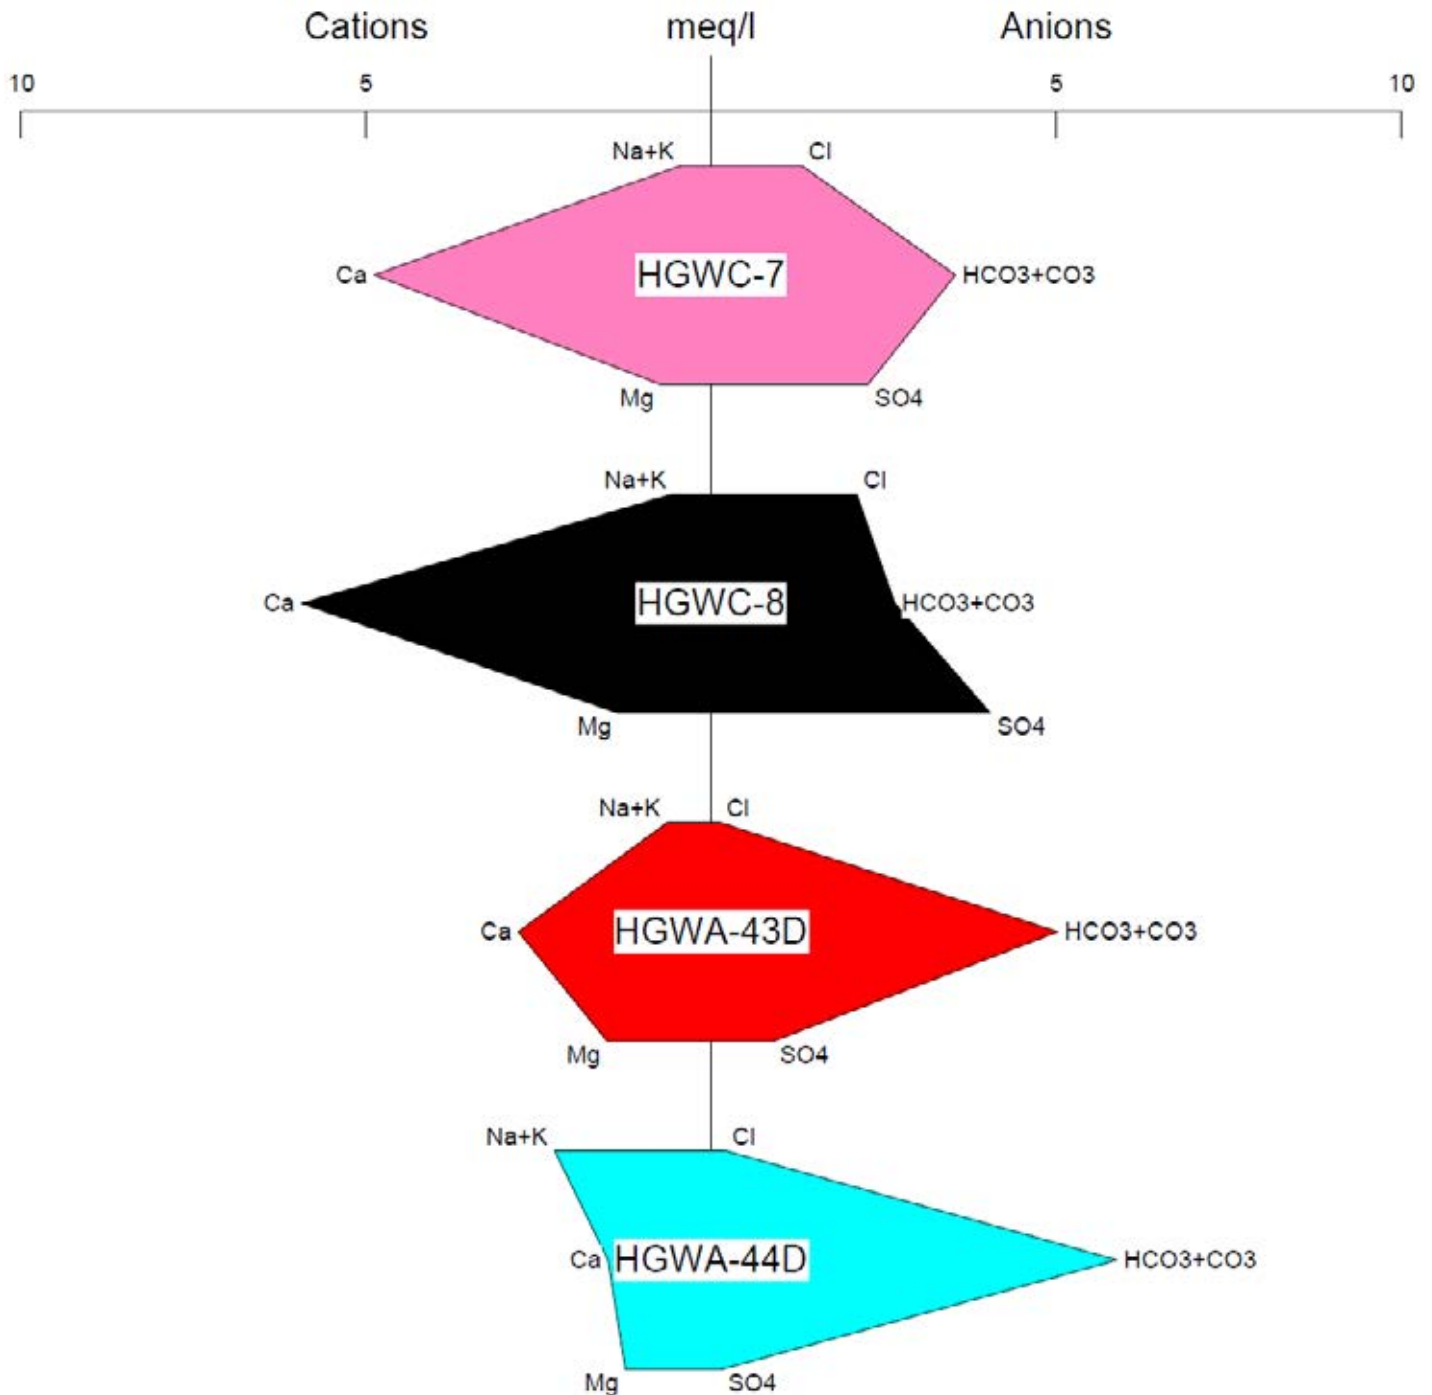 Cations meq/l Anions
10 5 5 10
Na+K Cl
Ca HGWC-7 HCO3+CO3
Mg SO4
Na+K Cl
Ca HGWC-8 HCO3+CO3
Mg SO4
Na+K Cl
Ca HGWA-43D HCO3+CO3
Mg SO4
Na+K Cl
Ca HGWA-44D HCO3+CO3
Mg SO4